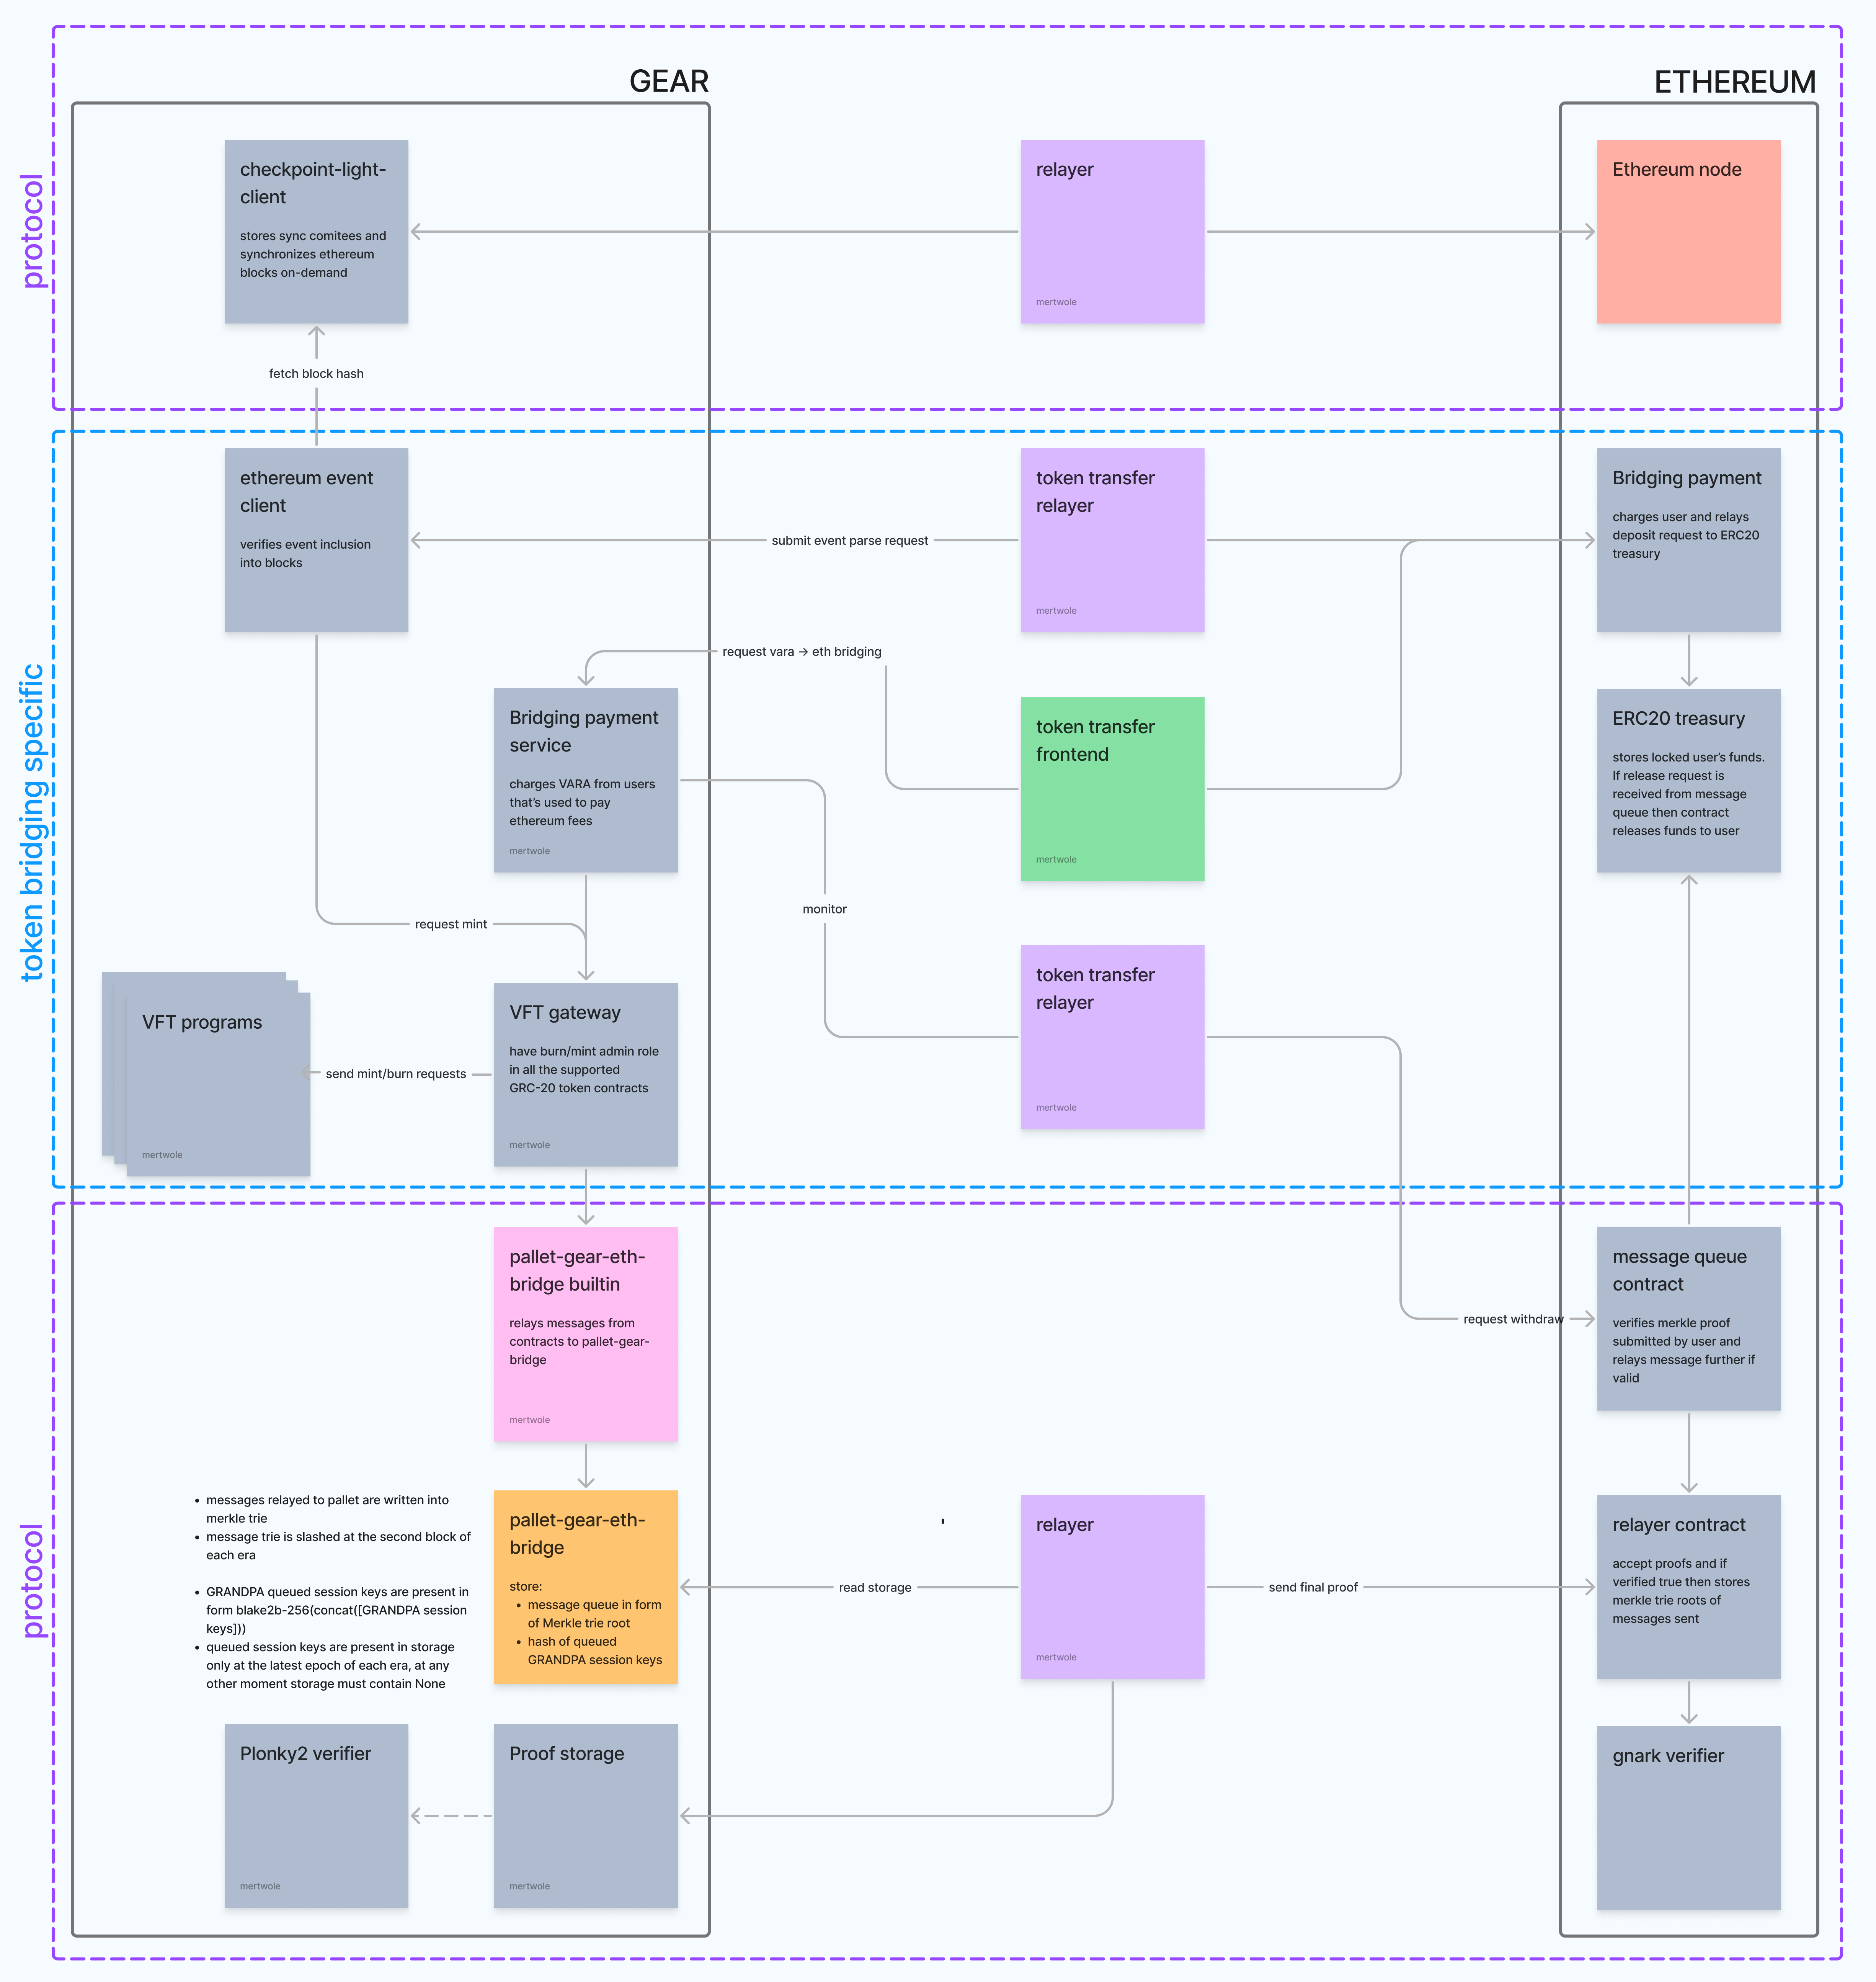 GEAR
ETHEREUM
protocol
checkpoint-light-
client
stores sync comitees and
synchronizes ethereum
blocks on-demand
relayer
mertwole
Ethereum node
fetch block hash
token bridging specific
ethereum event
client
verifies event inclusion
into blocks
submit event parse request
token transfer
relayer
mertwole
Bridging payment
charges user and relays
deposit request to ERC20
treasury
request vara → eth bridging
Bridging payment
service
charges VARA from users
that's used to pay
ethereum fees
mertwole
token transfer
frontend
mertwole
ERC20 treasury
stores locked user's funds.
If release request is
received from message
queue then contract
releases funds to user
monitor
request mint
VFT programs
mertwole
send mint/burn requests
VFT gateway
have burn/mint admin role
in all the supported
GRC-20 token contracts
mertwole
token transfer
relayer
mertwole
protocol
pallet-gear-eth-
bridge builtin
relays messages from
contracts to pallet-gear-
bridge
mertwole
request withdraw
message queue
contract
verifies merkle proof
submitted by user and
relays message further if
valid
• messages relayed to pallet are written into
merkle trie
• message trie is slashed at the second block of
each era
• GRANDPA queued session keys are present in
form blake2b-256(concat([GRANDPA session
keys]))
• queued session keys are present in storage
only at the latest epoch of each era, at any
other moment storage must contain None
pallet-gear-eth-
bridge
store:
• message queue in form
of Merkle trie root
• hash of queued
GRANDPA session keys
read storage
'
relayer
mertwole
send final proof
relayer contract
accept proofs and if
verified true then stores
merkle trie roots of
messages sent
Plonky2 verifier
mertwole
Proof storage
mertwole
gnark verifier